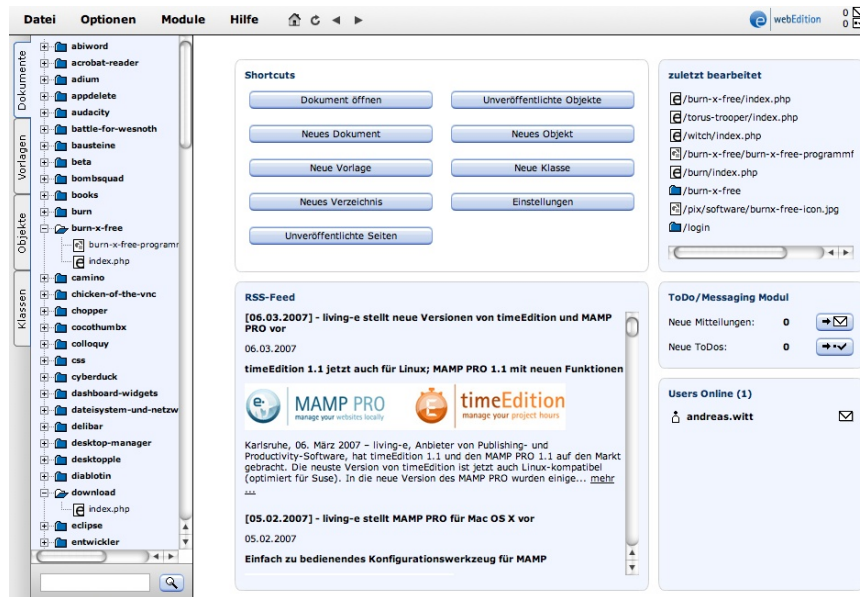 Datei Optionen Module Hilfe
webEdition
0
0
Dokumente
Vorlagen
Objekte
Klassen
abiword
acrobat-reader
adium
appdelete
audacity
battle-for-wesnoth
bausteine
beta
bombsquad
books
burn
burn-x-free
burn-x-free-programr
index.php
camino
chicken-of-the-vnc
chopper
cocothumbx
colloquy
css
cyberduck
dashboard-widgets
dateisystem-und-netzw
delibar
desktop-manager
desktopple
diablotin
download
index.php
eclipse
entwickler
Shortcuts
Dokument öffnen
Unveröffentlichte Objekte
Neues Dokument
Neues Objekt
Neue Vorlage
Neue Klasse
Neues Verzeichnis
Einstellungen
Unveröffentlichte Seiten
RSS-Feed
[06.03.2007] - living-e stellt neue Versionen von timeEdition und MAMP
PRO vor
06.03.2007
timeEdition 1.1 jetzt auch für Linux; MAMP PRO 1.1 mit neuen Funktionen
MAMP PRO
manage your websites locally
timeEdition
manage your project hours
Karlsruhe, 06. März 2007 – living-e, Anbieter von Publishing- und
Productivity-Software, hat timeEdition 1.1 und den MAMP PRO 1.1 auf den Markt
gebracht. Die neuste Version von timeEdition ist jetzt auch Linux-kompatibel
(optimiert für Suse). In die neue Version des MAMP PRO wurden einige... mehr
...
[05.02.2007] - living-e stellt MAMP PRO für Mac OS X vor
05.02.2007
Einfach zu bedienendes Konfigurationswerkzeug für MAMP
zuletzt bearbeitet
/burn-x-free/index.php
/torus-trooper/index.php
/witch/index.php
/burn-x-free/burn-x-free-programmf
/burn/index.php
/burn-x-free
/pix/software/burnx-free-icon.jpg
/login
ToDo/Messaging Modul
Neue Mitteilungen: 0
Neue ToDos: 0
Users Online (1)
andreas.witt